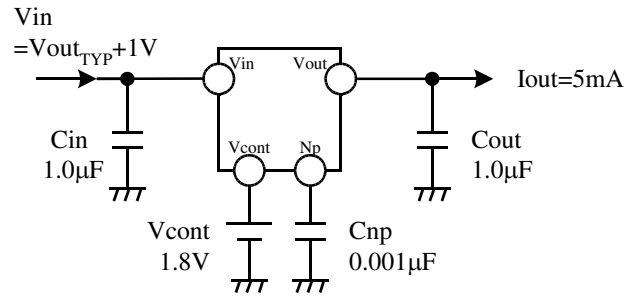 Vin
=VoutTYP+1V
Vin
Vout
Iout=5mA
Cin
1.0μF
Vcont
Np
Cout
1.0μF
Vcont
1.8V
Cnp
0.001μF